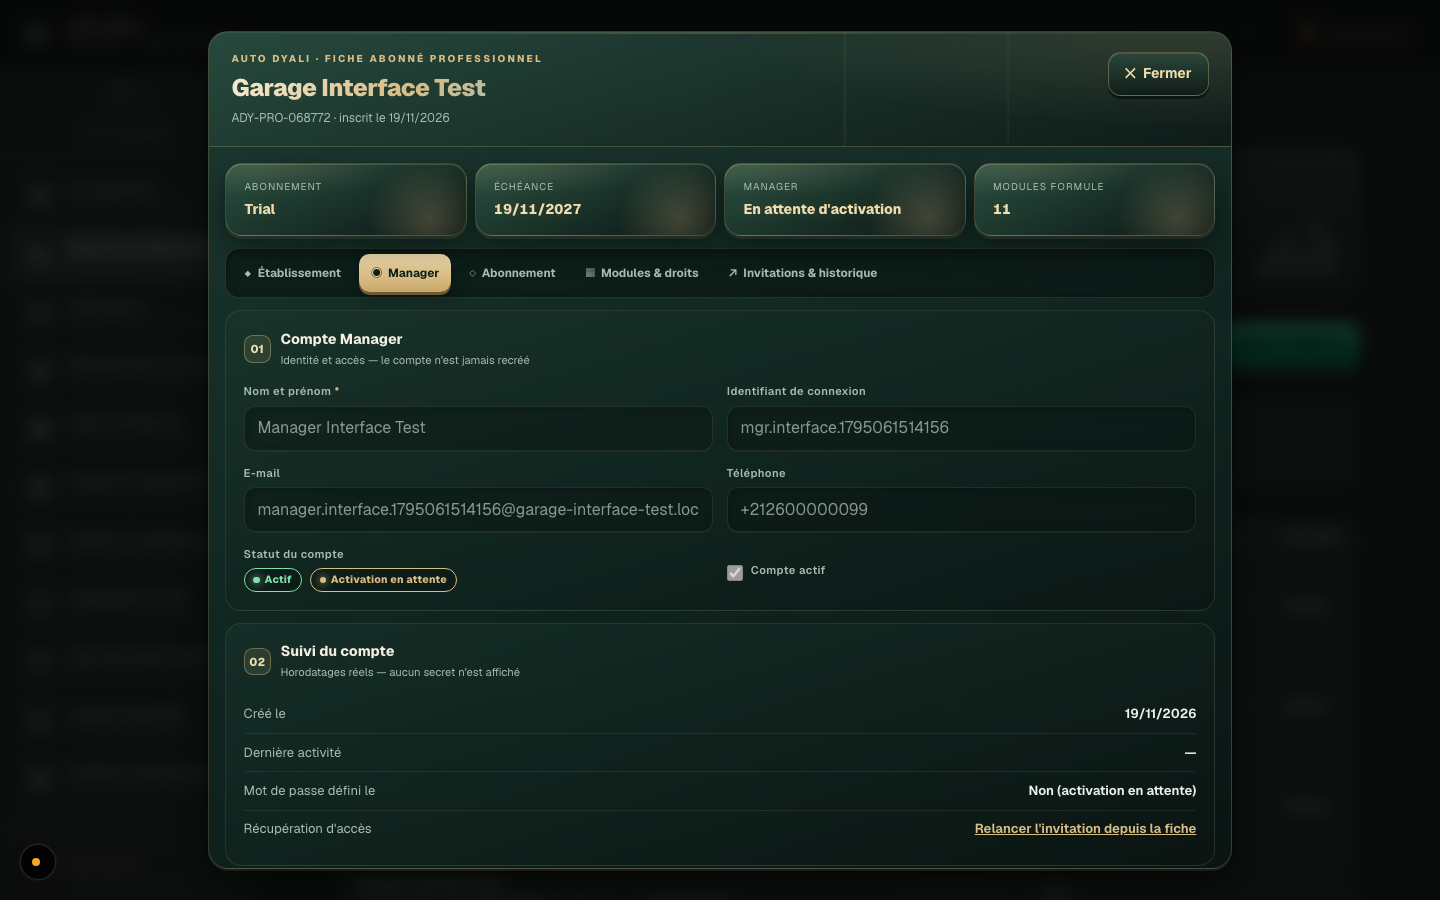 AUTO DYALI · FICHE ABONNÉ PROFESSIONNEL
Garage Interface Test
ADY-PRO-068772 · inscrit le 19/11/2026
Fermer
ABONNEMENT
Trial
ÉCHÉANCE
19/11/2027
MANAGER
En attente d'activation
MODULES FORMULE
11
Établissement
Manager
Abonnement
Modules & droits
Invitations & historique
01
Compte Manager
Identité et accès — le compte n'est jamais recréé
Nom et prénom *
Identifiant de connexion
Manager Interface Test
mgr.interface.1795061514156
E-mail
Téléphone
manager.interface.1795061514156@garage-interface-test.loc
+212600000099
Statut du compte
Actif
Activation en attente
Compte actif
02
Suivi du compte
Horodatages réels — aucun secret n'est affiché
Créé le
19/11/2026
Dernière activité
—
Mot de passe défini le
Non (activation en attente)
Récupération d'accès
Relancer l'invitation depuis la fiche